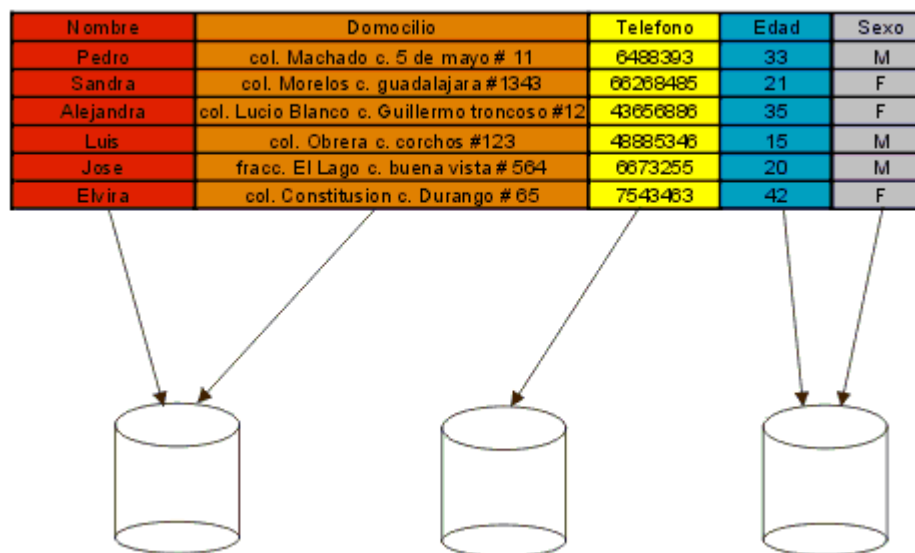 Nombre Domocilio Telefono Edad Sexo
Pedro col. Machado c. 5 de mayo # 11 6488393 33 M
Sandra col. Morelos c. guadalajara #1343 66268485 21 F
Alejandra col. Lucio Blanco c. Guillermo troncoso #12 43656886 35 F
Luis col. Obrera c. corchos #123 48885346 15 M
Jose fracc. El Lago c. buena vista # 564 6673255 20 M
Elvira col. Constitusion c. Durango # 65 7543463 42 F